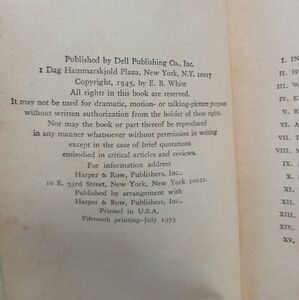 Published by Dell Publishing Co., Inc.
1 Dag Hammarskjold Plaza, New York, N.Y. 10017
Copyright, 1945, by E. B. White
All rights in this book are reserved.
It may not be used for dramatic, motion- or talking-picture purposes
without written authorization from the holder of these rights.
Nor may the book or part thereof be reproduced
in any manner whatsoever without permission in writing
except in the case of brief quotations
embodied in critical articles and reviews.
For information address
Harper & Row, Publishers, Inc.,
10 E. 53rd Street, New York, New York 10022.
Published by arrangement with
Harper & Row, Publishers, Inc.
Printed in U.S.A.
Fifteenth printing—July 1973
I.
II.
III.
IV.
V.
VI.
VII.
VIII.
IX.
X.
XI.
XII.
XIII.
XIV.
XV.